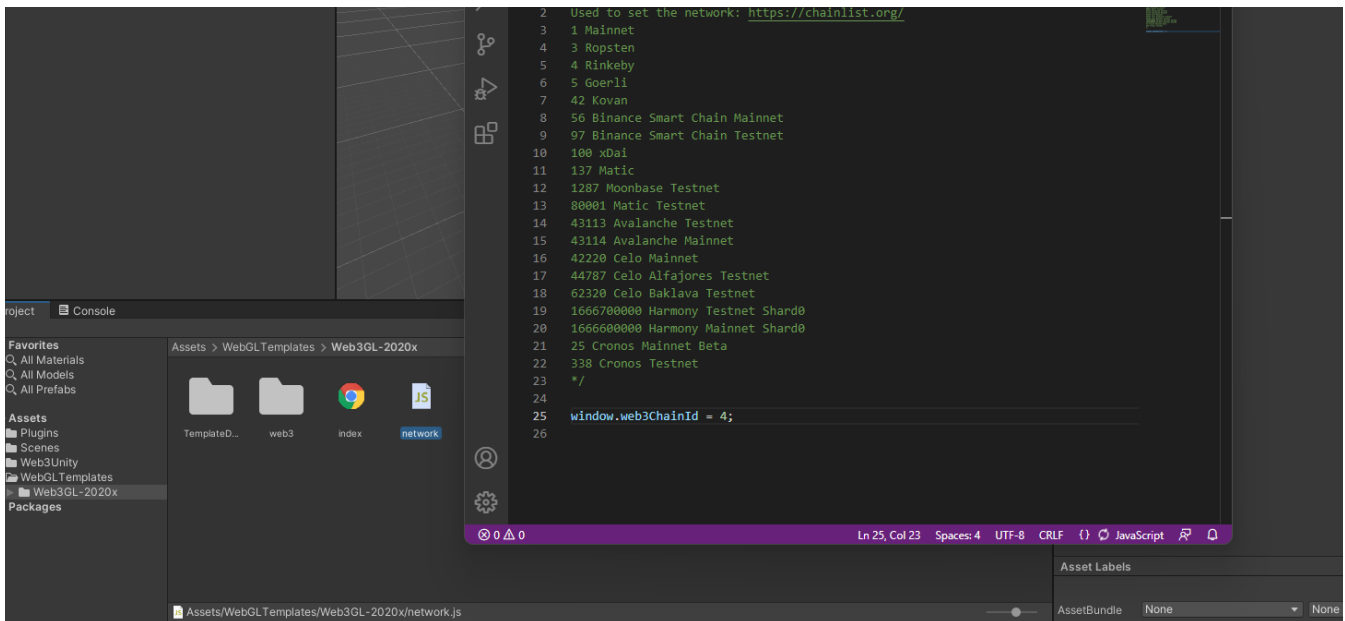 2 Used to set the network: https://chainlist.org/
3 1 Mainnet
4 3 Ropsten
5 4 Rinkeby
6 5 Goerli
7 42 Kovan
8 56 Binance Smart Chain Mainnet
9 97 Binance Smart Chain Testnet
10 100 xDai
11 137 Matic
12 1287 Moonbase Testnet
13 80001 Matic Testnet
14 43113 Avalanche Testnet
15 43114 Avalanche Mainnet
16 42220 Celo Mainnet
17 44787 Celo Alfajores Testnet
18 62320 Celo Baklava Testnet
19 1666700000 Harmony Testnet Shard0
20 1666600000 Harmony Mainnet Shard0
21 25 Cronos Mainnet Beta
22 338 Cronos Testnet
23 */
24
25 window.web3ChainId = 4;
26
roject Console
Favorites
All Materials
All Models
All Prefabs
Assets
Plugins
Scenes
Web3Unity
WebGLTemplates
Web3GL-2020x
Packages
Assets > WebGLTemplates > Web3GL-2020x
JS
TemplateD... web3 index network
0 0 Ln 25, Col 23 Spaces: 4 UTF-8 CRLF {} JavaScript
Assets/WebGLTemplates/Web3GL-2020x/network.js
Asset Labels
AssetBundle None None